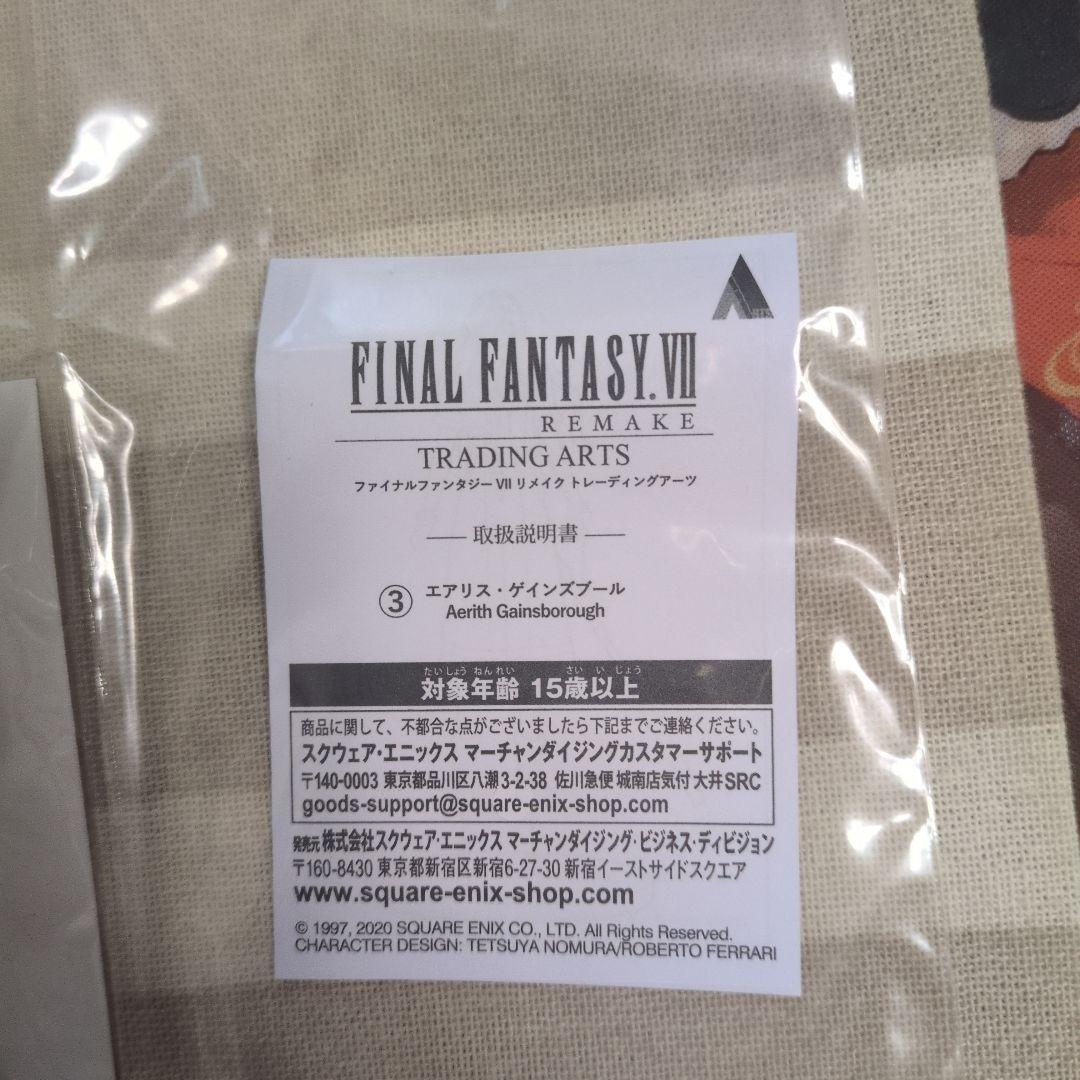 FINAL FANTASY. VII
REMAKE
TRADING ARTS
ファイナルファンタジー VII リメイク トレーディングアーツ
取扱説明書
③ エアリス・ゲインズブール
Aerith Gainsborough
たいしょう ねんれい さい い じょう
対象年齢 15歳以上
商品に関して、不都合な点がございましたら下記までご連絡ください。
スクウェア・エニックス マーチャンダイジングカスタマーサポート
〒140-0003 東京都品川区八潮3-2-38 佐川急便 城南店気付 大井SRC
goods-support@square-enix-shop.com
発売元 株式会社スクウェア・エニックス マーチャンダイジング・ビジネス・ディビジョン
〒160-8430 東京都新宿区新宿6-27-30 新宿イーストサイドスクエア
www.square-enix-shop.com
© 1997, 2020 SQUARE ENIX CO., LTD. All Rights Reserved.
CHARACTER DESIGN: TETSUYA NOMURA/ROBERTO FERRARI